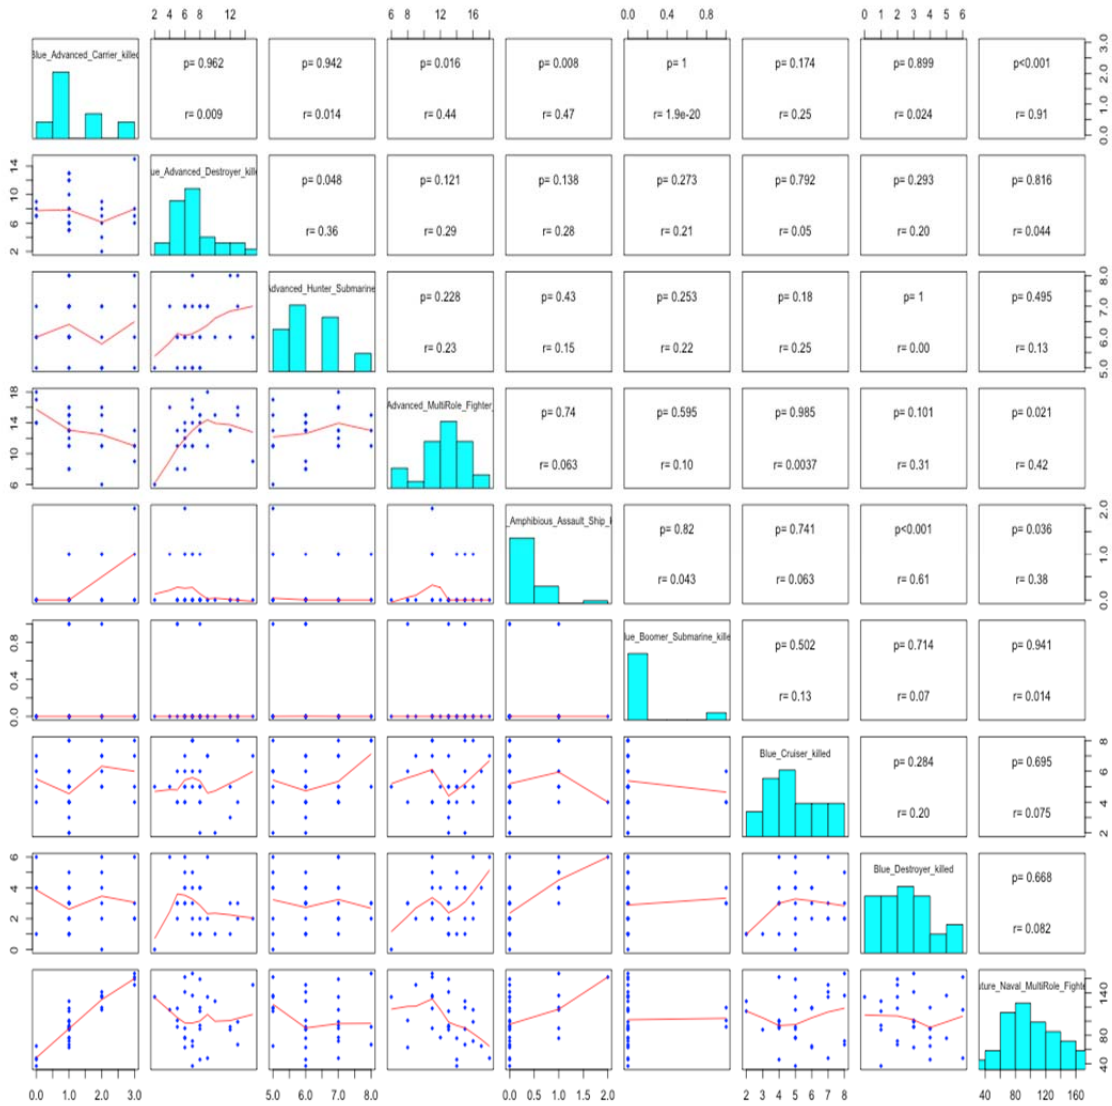 2 4 6 8 12
6 8 12 16
0.0 0.4 0.8
0 1 2 3 4 5 6
Blue_Advanced_Carrier_killed
p= 0.962
p= 0.942
p= 0.016
p= 0.008
p= 1
p= 0.174
p= 0.899
p<0.001
r= 0.009
r= 0.014
r= 0.44
r= 0.47
r= 1.9e-20
r= 0.25
r= 0.024
r= 0.91
0.0 1.0 2.0 3.0
2 6 10 14
ue_Advanced_Destroyer_kille
p= 0.048
p= 0.121
p= 0.138
p= 0.273
p= 0.792
p= 0.293
p= 0.816
r= 0.36
r= 0.29
r= 0.28
r= 0.21
r= 0.05
r= 0.20
r= 0.044
Advanced_Hunter_Submarine
p= 0.228
p= 0.43
p= 0.253
p= 0.18
p= 1
p= 0.495
r= 0.23
r= 0.15
r= 0.22
r= 0.25
r= 0.00
r= 0.13
5.0 6.0 7.0 8.0
6 10 14 18
Advanced_MultiRole_Fighter_
p= 0.74
p= 0.595
p= 0.985
p= 0.101
p= 0.021
r= 0.063
r= 0.10
r= 0.0037
r= 0.31
r= 0.42
_Amphibious_Assault_Ship_k
p= 0.82
p= 0.741
p<0.001
p= 0.036
r= 0.043
r= 0.063
r= 0.61
r= 0.38
0.0 1.0 2.0
0.0 0.4 0.8
ue_Boomer_Submarine_kille
p= 0.502
p= 0.714
p= 0.941
r= 0.13
r= 0.07
r= 0.014
Blue_Cruiser_killed
p= 0.284
p= 0.695
r= 0.20
r= 0.075
2 4 6 8
0 2 4 6
Blue_Destroyer_killed
p= 0.668
r= 0.082
ature_Naval_MultiRole_Fighte
40 80 140
0.0 1.0 2.0 3.0
5.0 6.0 7.0 8.0
0.0 0.5 1.0 1.5 2.0
2 3 4 5 6 7 8
40 80 120 160